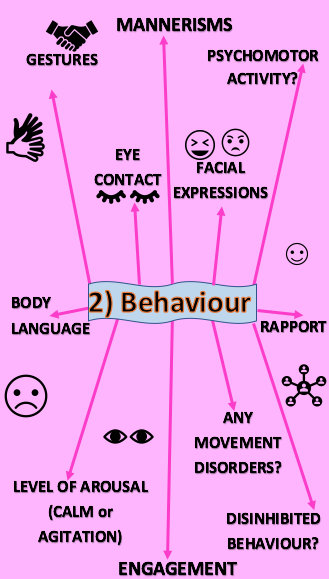 MANNERISMS
GESTURES
PSYCHOMOTOR
ACTIVITY?
EYE
CONTACT
FACIAL
EXPRESSIONS
2) Behaviour
BODY
LANGUAGE
RAPPORT
ANY
MOVEMENT
DISORDERS?
LEVEL OF AROUSAL
(CALM or
AGITATION)
DISINHIBITED
BEHAVIOUR?
ENGAGEMENT